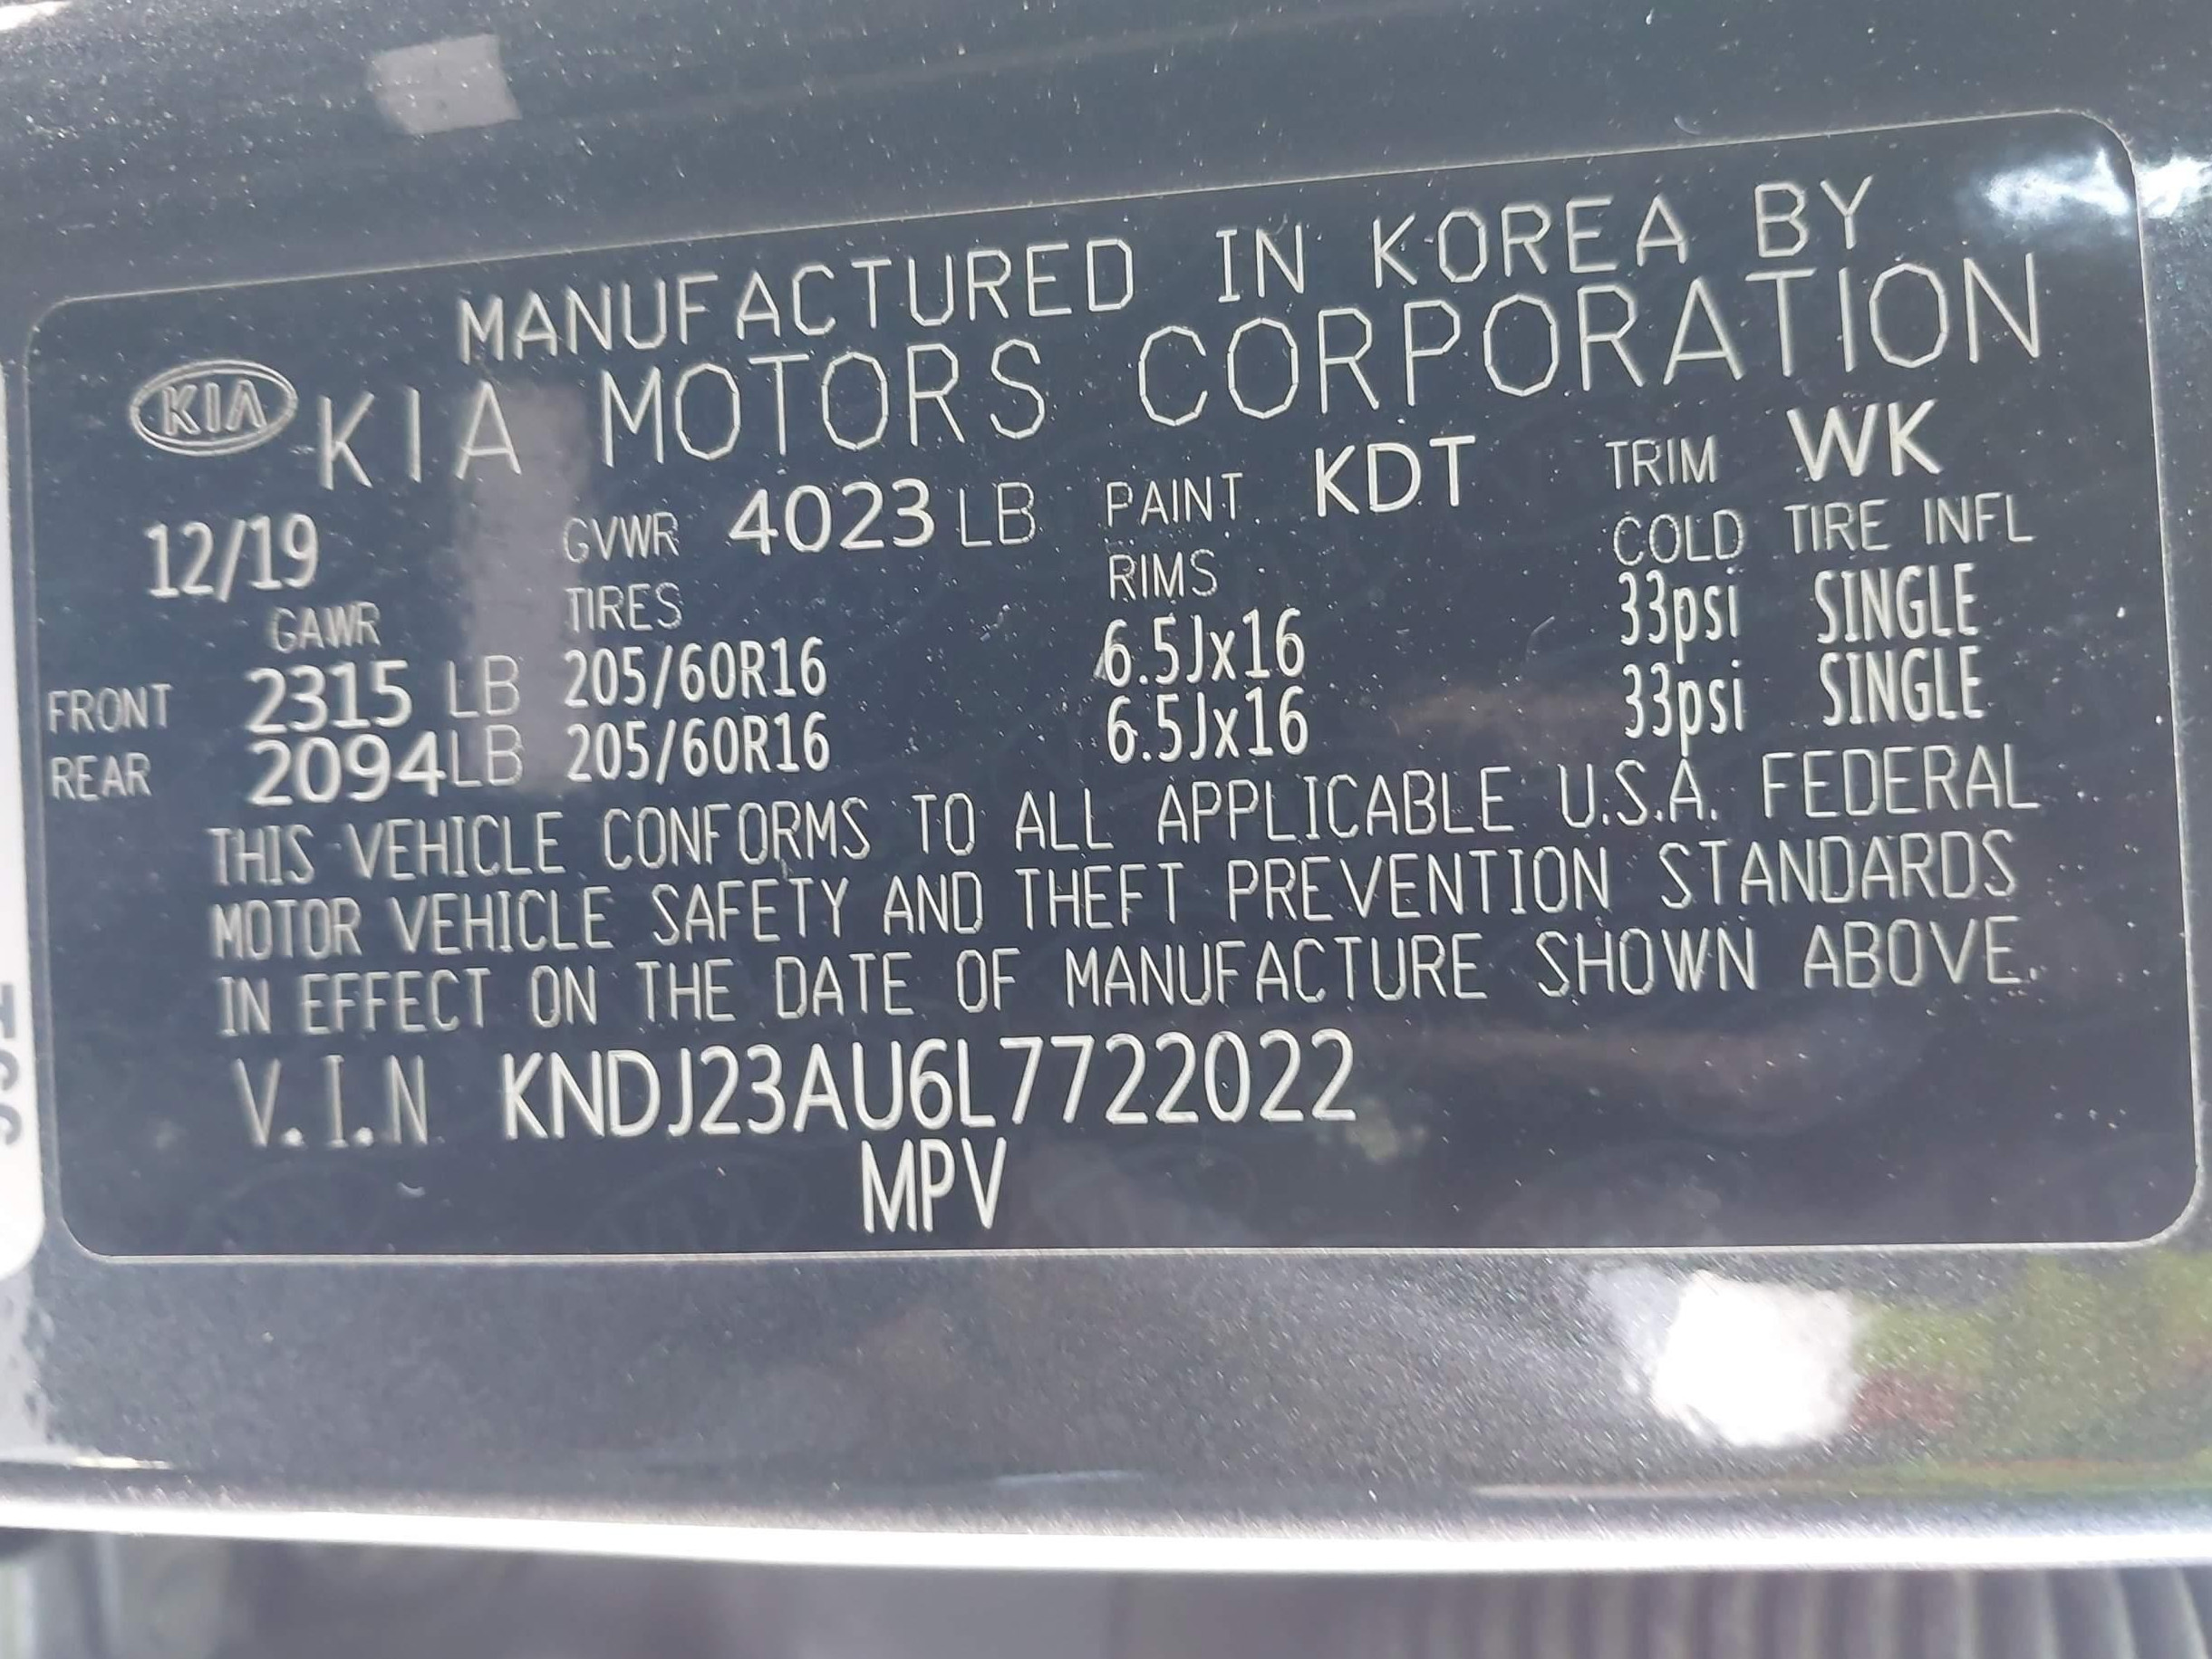 MANUFACTURED IN KOREA BY
KIA KIA MOTORS CORPORATION
12/19 GVWR 4023 LB PAINT KDT TRIM WK
GAWR TIRES RIMS COLD TIRE INFL
FRONT 2315 LB 205/60R16 6.5Jx16 33psi SINGLE
REAR 2094LB 205/60R16 6.5Jx16 33psi SINGLE
THIS VEHICLE CONFORMS TO ALL APPLICABLE U.S.A. FEDERAL
MOTOR VEHICLE SAFETY AND THEFT PREVENTION STANDARDS
IN EFFECT ON THE DATE OF MANUFACTURE SHOWN ABOVE.
V.I.N KNDJ23AU6L7722022
MPV